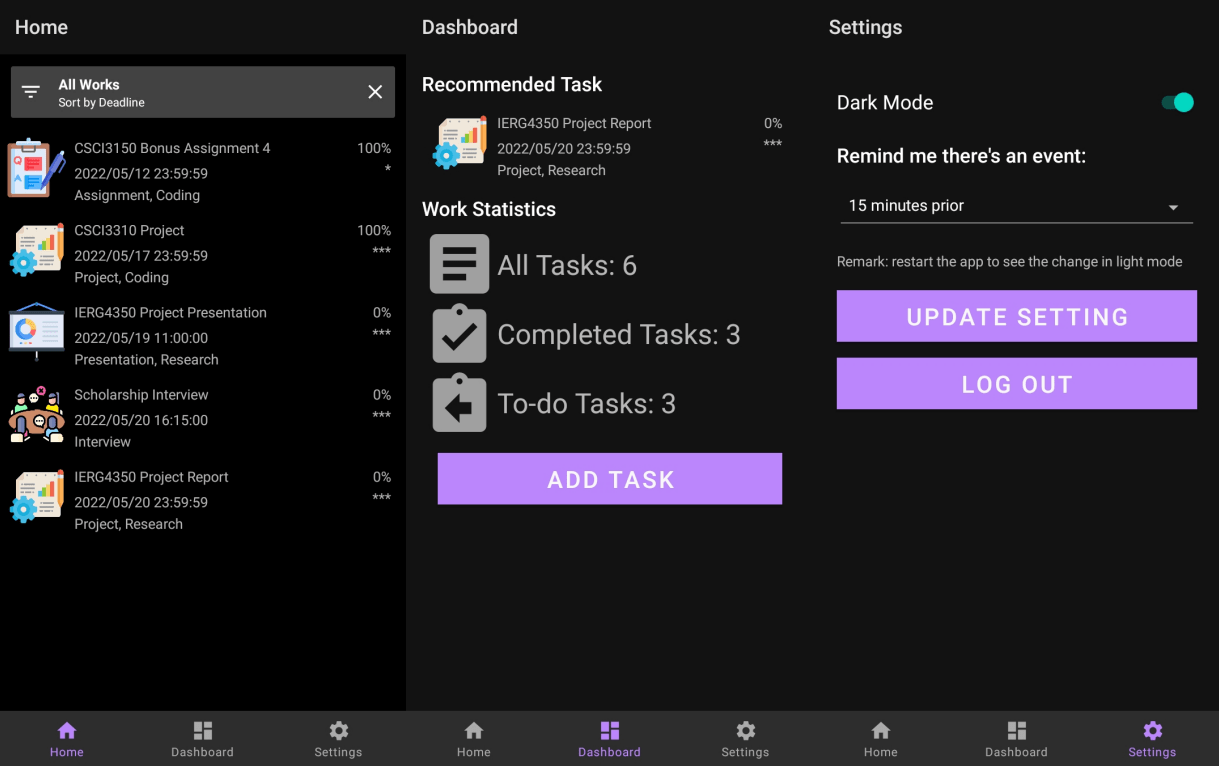 Home
All Works
Sort by Deadline
CSCI3150 Bonus Assignment 4
100%
2022/05/12 23:59:59
*
Assignment, Coding
CSCI3310 Project
100%
2022/05/17 23:59:59
***
Project, Coding
IERG4350 Project Presentation
0%
2022/05/19 11:00:00
***
Presentation, Research
Scholarship Interview
0%
2022/05/20 16:15:00
***
Interview
IERG4350 Project Report
0%
2022/05/20 23:59:59
***
Project, Research
Home
Dashboard
Settings
Dashboard
Recommended Task
IERG4350 Project Report
0%
2022/05/20 23:59:59
***
Project, Research
Work Statistics
All Tasks: 6
Completed Tasks: 3
To-do Tasks: 3
ADD TASK
Home
Dashboard
Settings
Settings
Dark Mode
Remind me there's an event:
15 minutes prior
Remark: restart the app to see the change in light mode
UPDATE SETTING
LOG OUT
Home
Dashboard
Settings